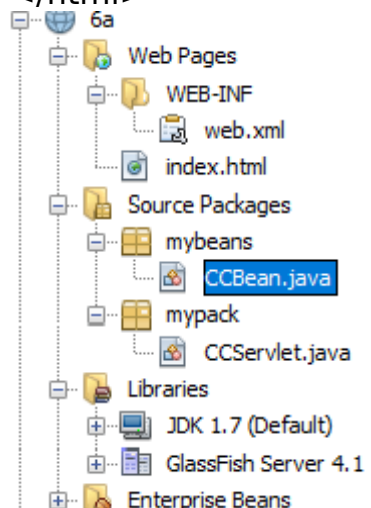 </html>
6a
Web Pages
WEB-INF
web.xml
index.html
Source Packages
mybeans
CCBean.java
mypack
CCServlet.java
Libraries
JDK 1.7 (Default)
GlassFish Server 4.1
Enterprise Beans